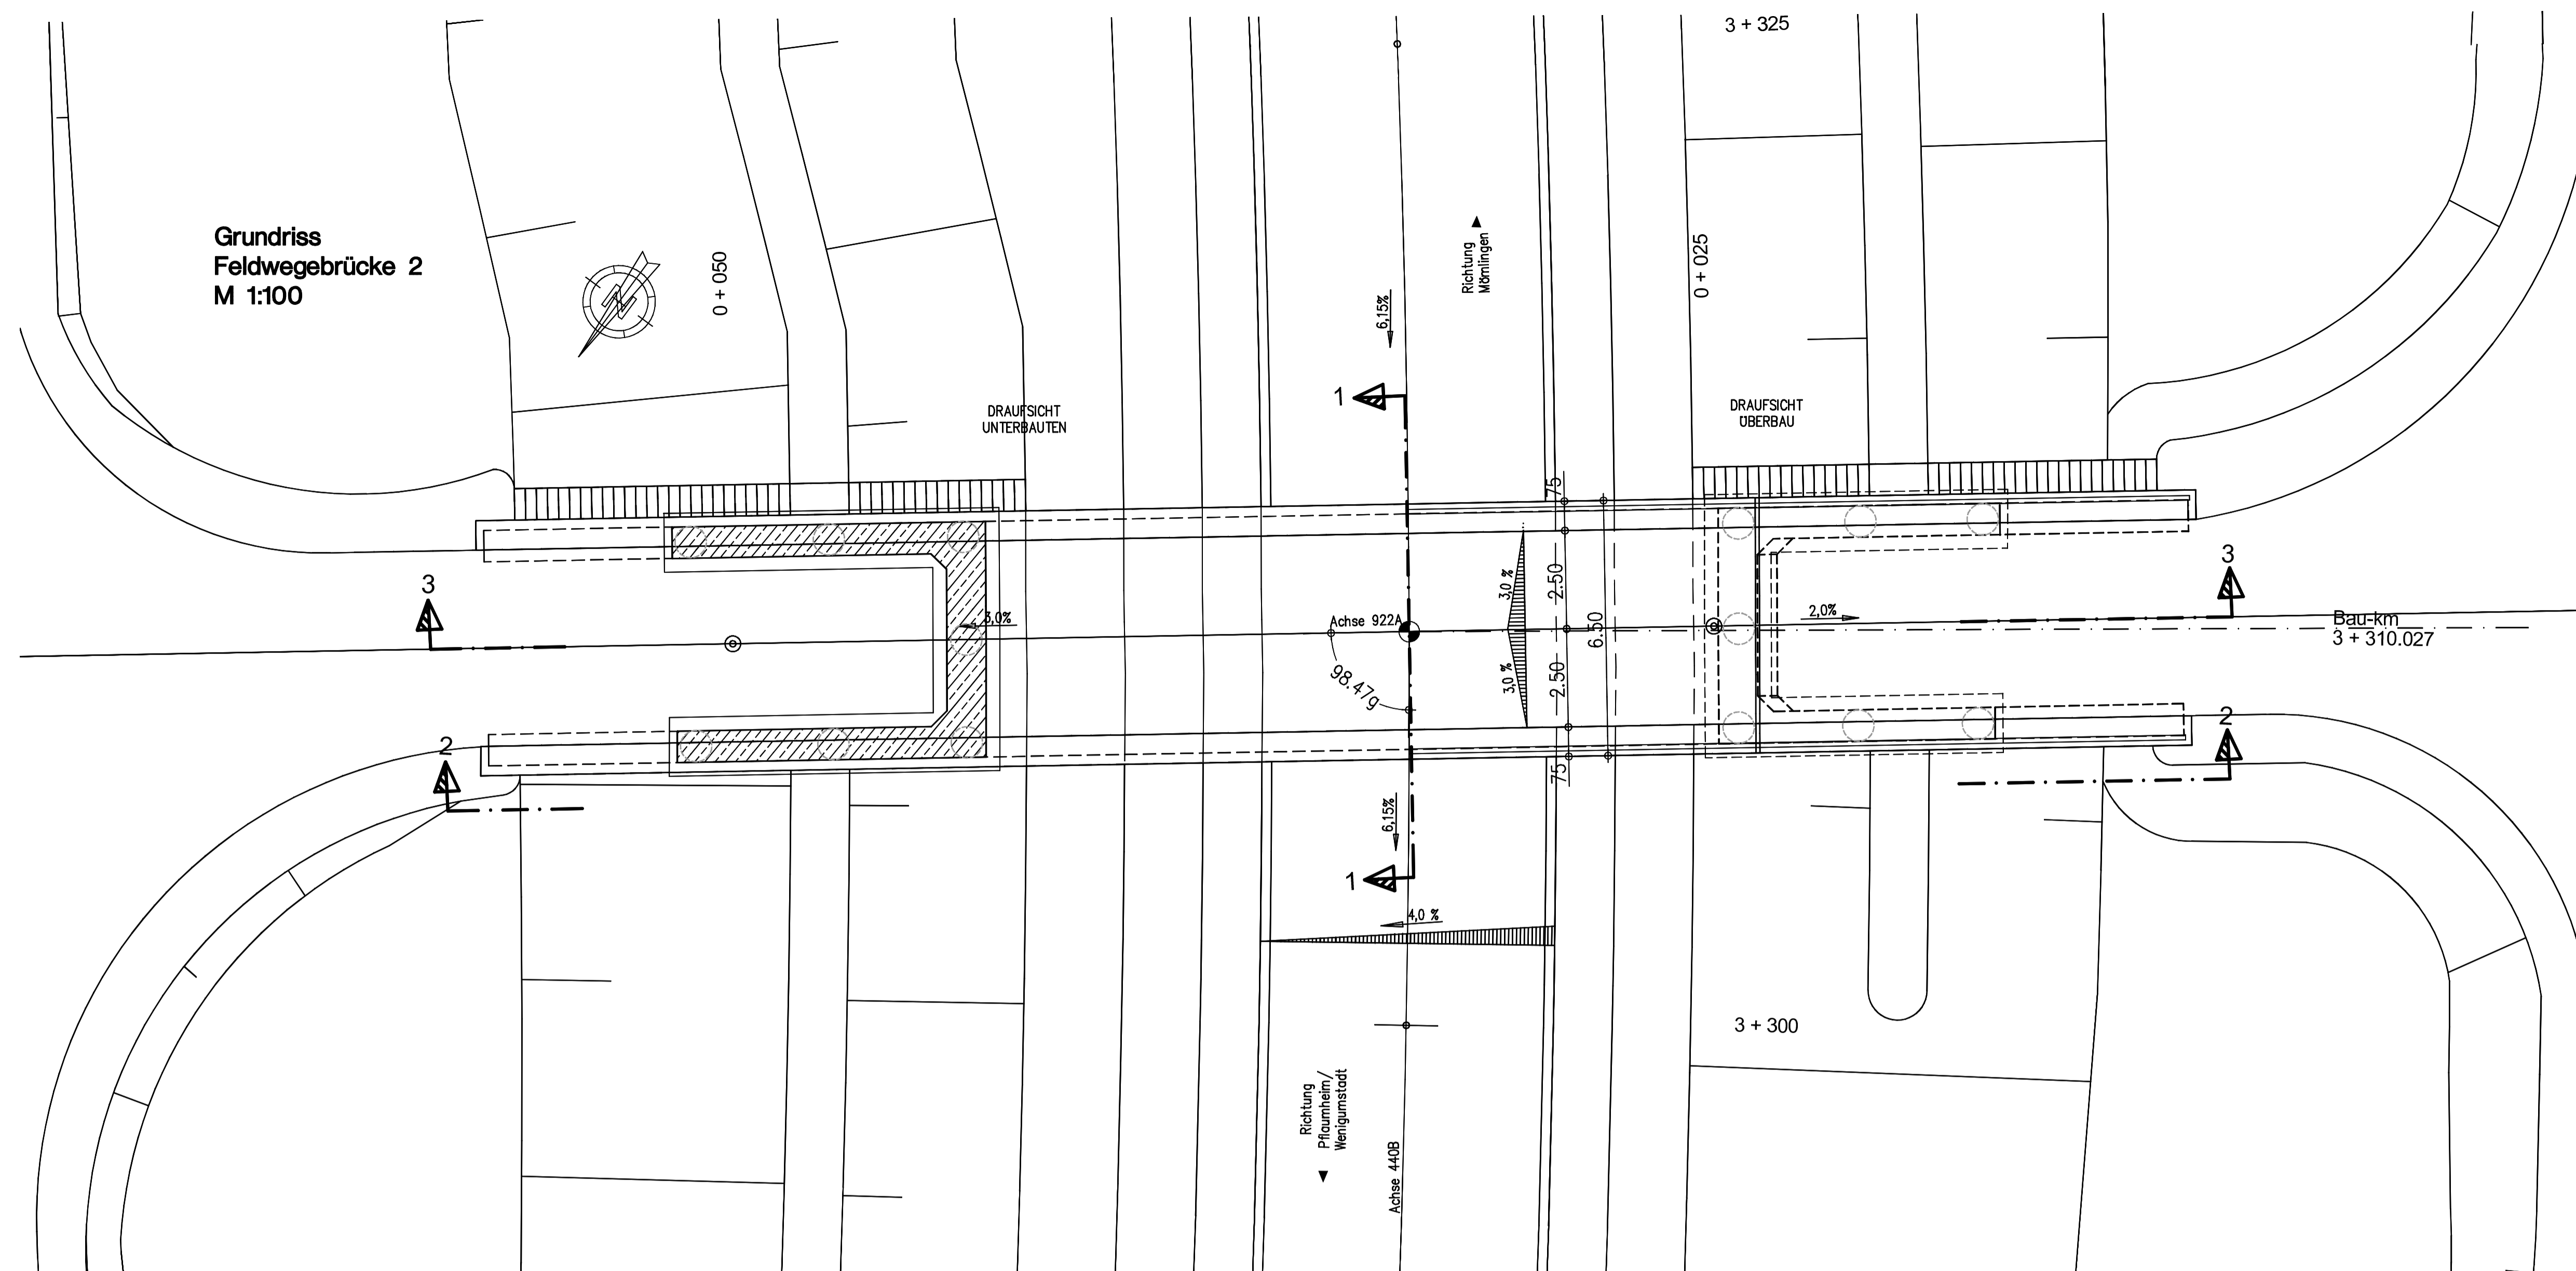 3 + 325
Grundriss
Feldwegebrücke 2
M 1:100
N
0 + 050
Richtung
Mömlingen
0 + 025
6,15%
1
DRAUFSICHT
UNTERBAUTEN
DRAUFSICHT
ÜBERBAU
75
3
3,0%
Achse 922A
3,0 %
2.50
6.50
2,0%
3
Bau-km
3 + 310.027
98.47g
3,0 %
2.50
2
75
2
6,15%
1
4,0 %
3 + 300
Richtung
Pflaumheim/
Wenigumstadt
Achse 440B